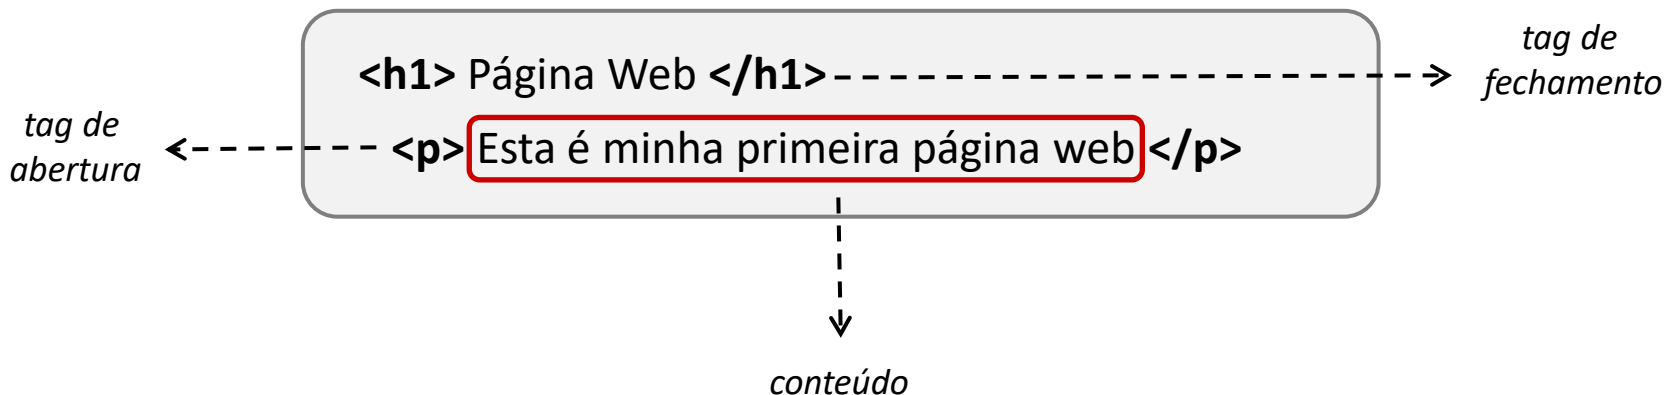 tag de
fechamento
<h1> Página Web </h1>
tag de
abertura
<p> Esta é minha primeira página web </p>
conteúdo